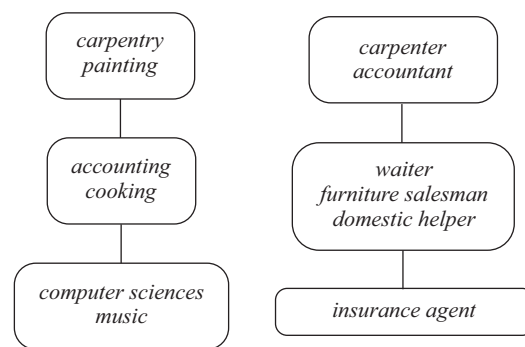 carpentry
painting
accounting
cooking
computer sciences
music
carpenter
accountant
waiter
furniture salesman
domestic helper
insurance agent